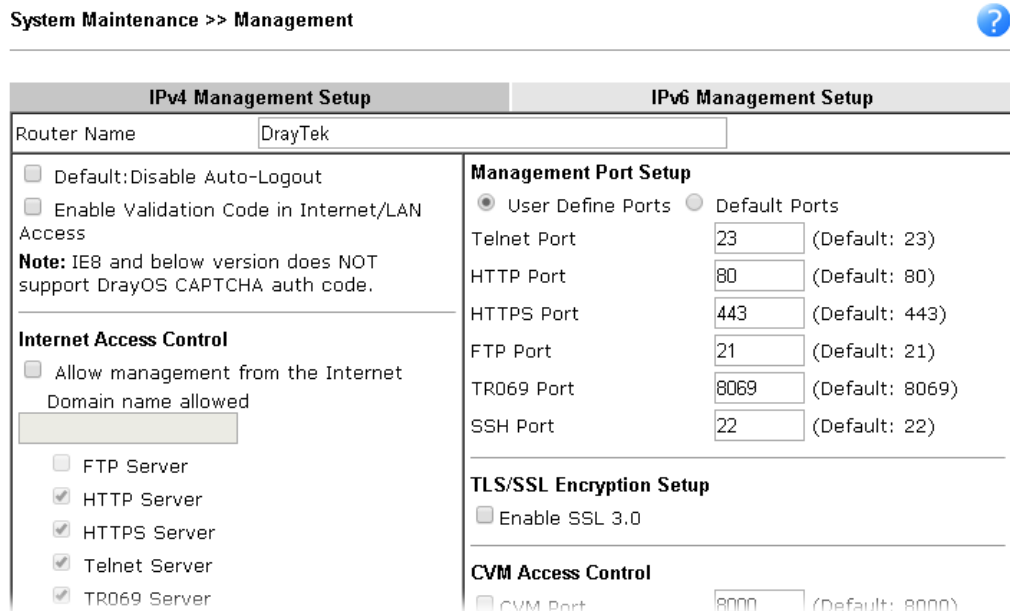 System Maintenance >> Management
?
IPv4 Management Setup
IPv6 Management Setup
Router Name
DrayTek
Default:Disable Auto-Logout
Enable Validation Code in Internet/LAN
Access
Note: IE8 and below version does NOT
support DrayOS CAPTCHA auth code.
Internet Access Control
Allow management from the Internet
Domain name allowed
FTP Server
HTTP Server
HTTPS Server
Telnet Server
TR069 Server
Management Port Setup
User Define Ports Default Ports
Telnet Port 23 (Default: 23)
HTTP Port 80 (Default: 80)
HTTPS Port 443 (Default: 443)
FTP Port 21 (Default: 21)
TR069 Port 8069 (Default: 8069)
SSH Port 22 (Default: 22)
TLS/SSL Encryption Setup
Enable SSL 3.0
CVM Access Control
CVM Port 8000 (Default: 8000)